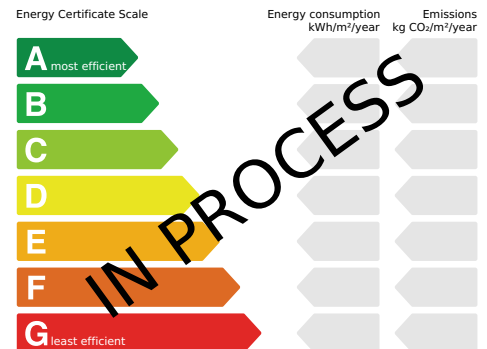 Energy Certificate Scale
Energy consumption
kWh/m²/year
Emissions
kg CO₂/m²/year
A most efficient
B
C
D
E
F
G least efficient
IN PROCESS